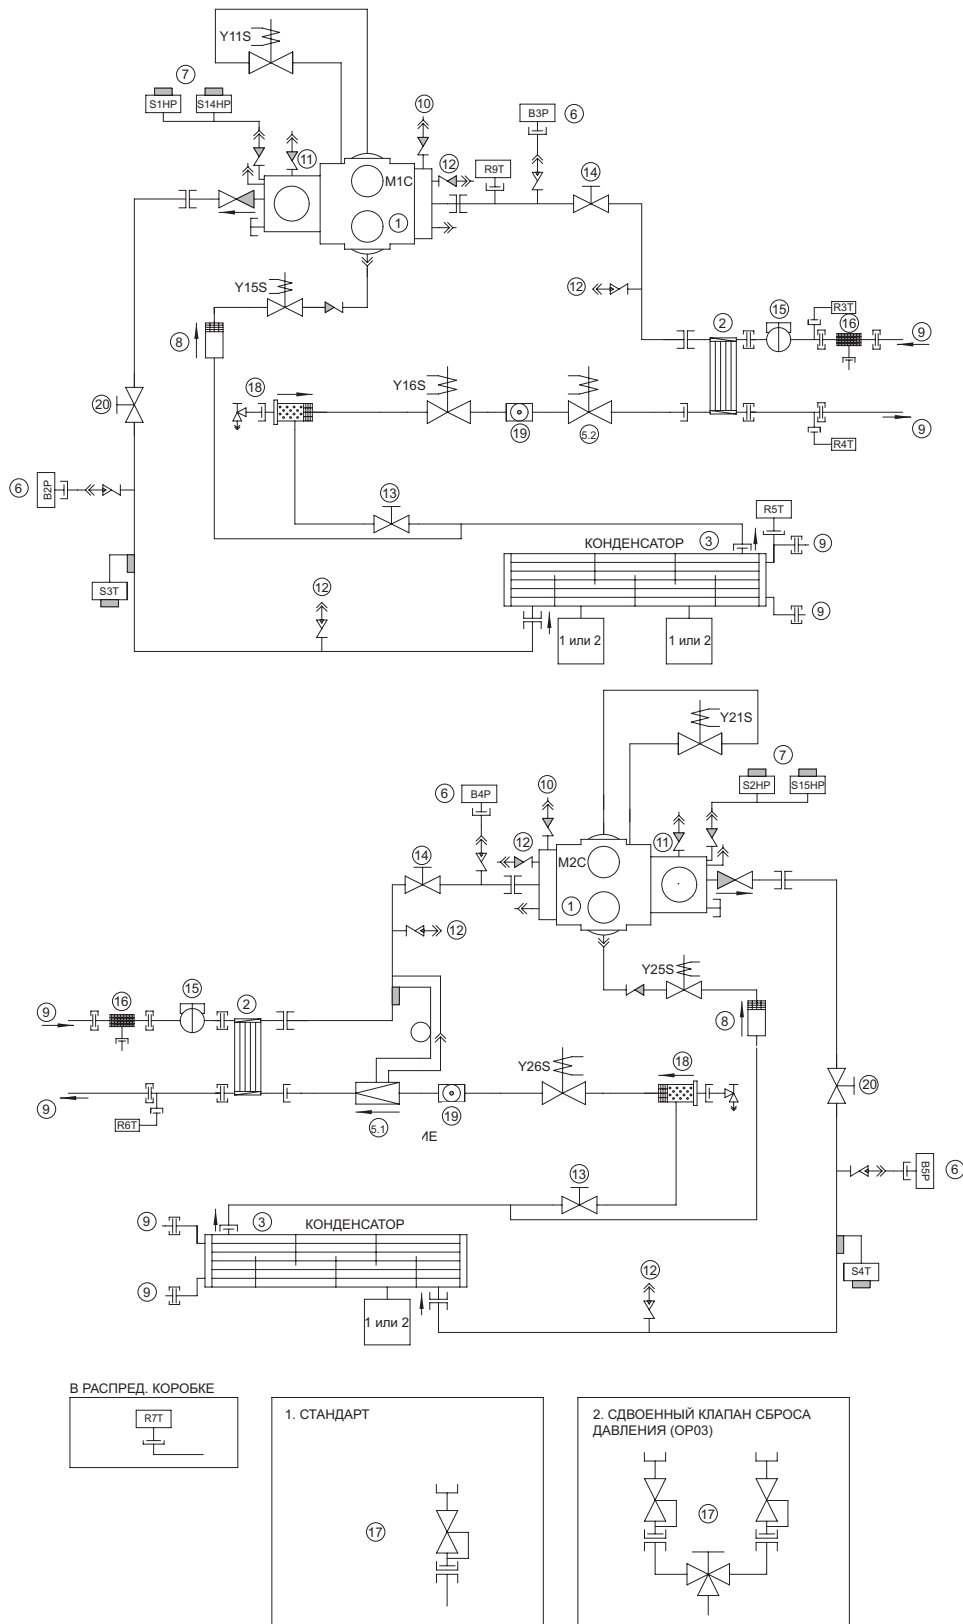 Y11S
7
S1HP S14HP
10
B3P 6
11
12
R9T
14
M1C
1
Y15S
12
8
2
15
R3T
16
9
18
Y16S
20
19
5.2
9
R4T
6
B2P
13
R5T
КОНДЕНСАТОР 3
9
S3T
12
9
1 или 2 1 или 2
Y21S
7
6 B4P
10
S2HP S15HP
14
12
11
M2C
1
12
Y25S
9
16
15
2
8
Y26S
18
20
9
R6T
5.1
19
ИЕ
B5P 6
13
9
3 КОНДЕНСАТОР
S4T
9
12
1 или 2
В РАСПРЕД. КОРОБКЕ
R7T
1. СТАНДАРТ
17
2. СДВОЕННЫЙ КЛАПАН СБРОСА
ДАВЛЕНИЯ (OP03)
17